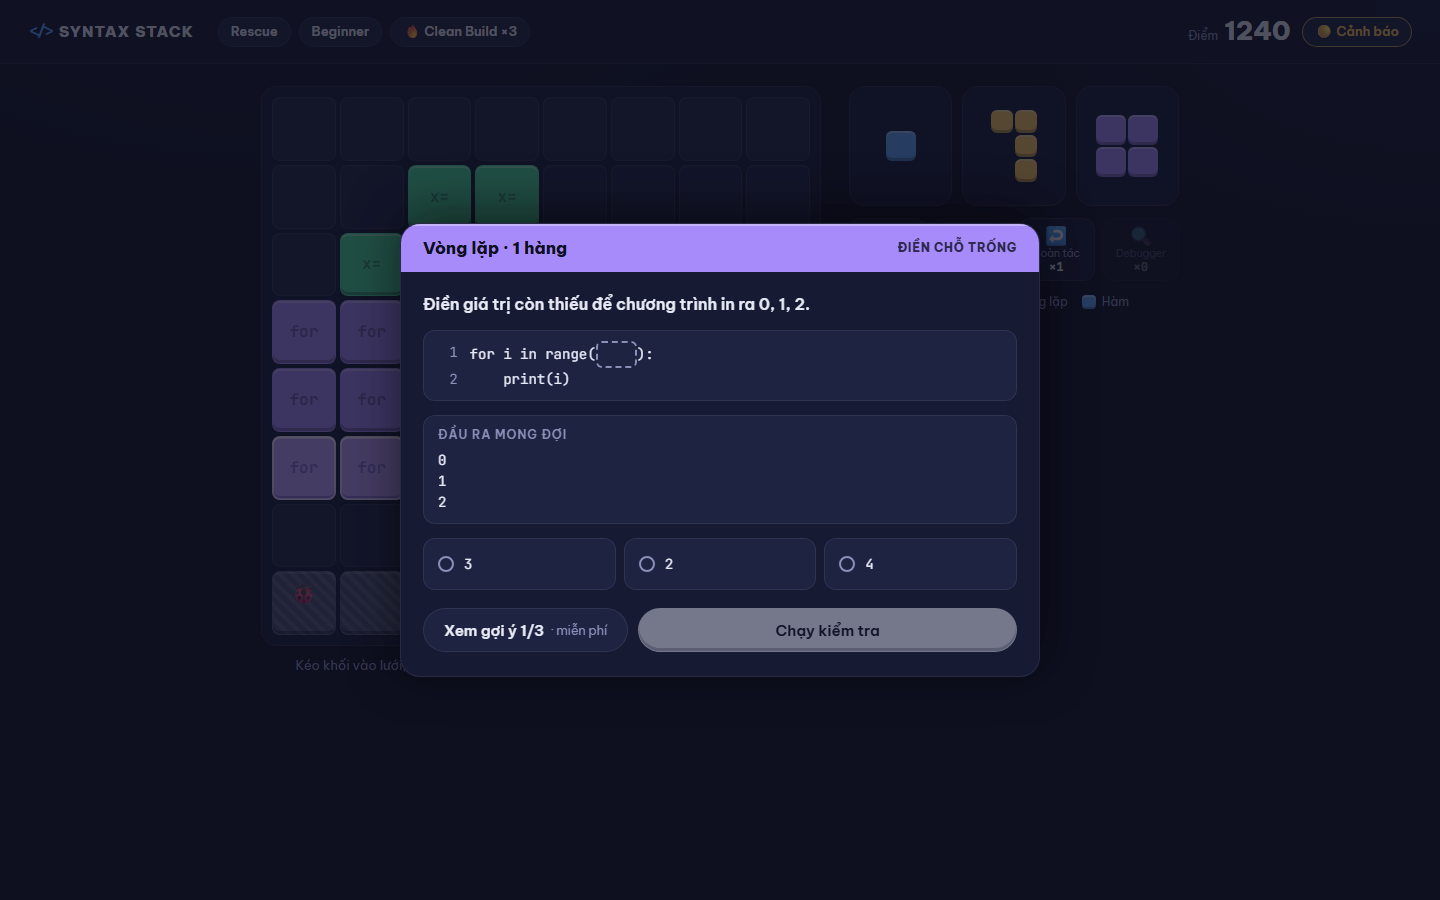 </> SYNTAX STACK
Rescue
Beginner
Clean Build ×3
Điểm 1240
Cảnh báo
x= x=
x=
for for
for for
for for
Vòng lặp · 1 hàng
ĐIỀN CHỖ TRỐNG
Điền giá trị còn thiếu để chương trình in ra 0, 1, 2.
1 for i in range( ):
2 print(i)
ĐẦU RA MONG ĐỢI
0
1
2
3
2
4
Xem gợi ý 1/3 · miễn phí
Chạy kiểm tra
oàn tác
×1
Debugger
×0
g lặp
Hàm
Kéo khối vào lưới